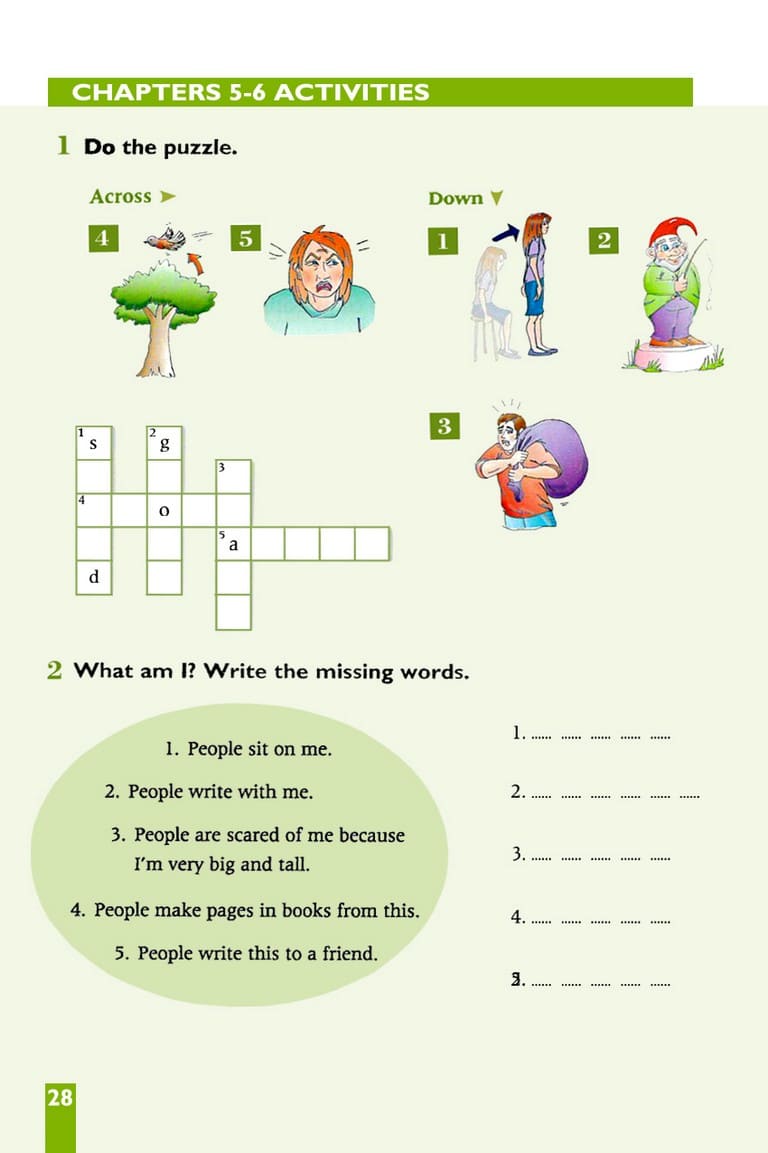 CHAPTERS 5-6 ACTIVITIES
1 Do the puzzle.
Across
Down
4
5
1
2
3
1 s
2 g
3
4
o
5 a
d
2 What am I? Write the missing words.
1. People sit on me.
2. People write with me.
3. People are scared of me because
I'm very big and tall.
4. People make pages in books from this.
5. People write this to a friend.
1. ...... ...... ...... ...... ......
2. ...... ...... ...... ...... ...... ......
3. ...... ...... ...... ...... ......
4. ...... ...... ...... ...... ......
...... ...... ...... ...... ......
28